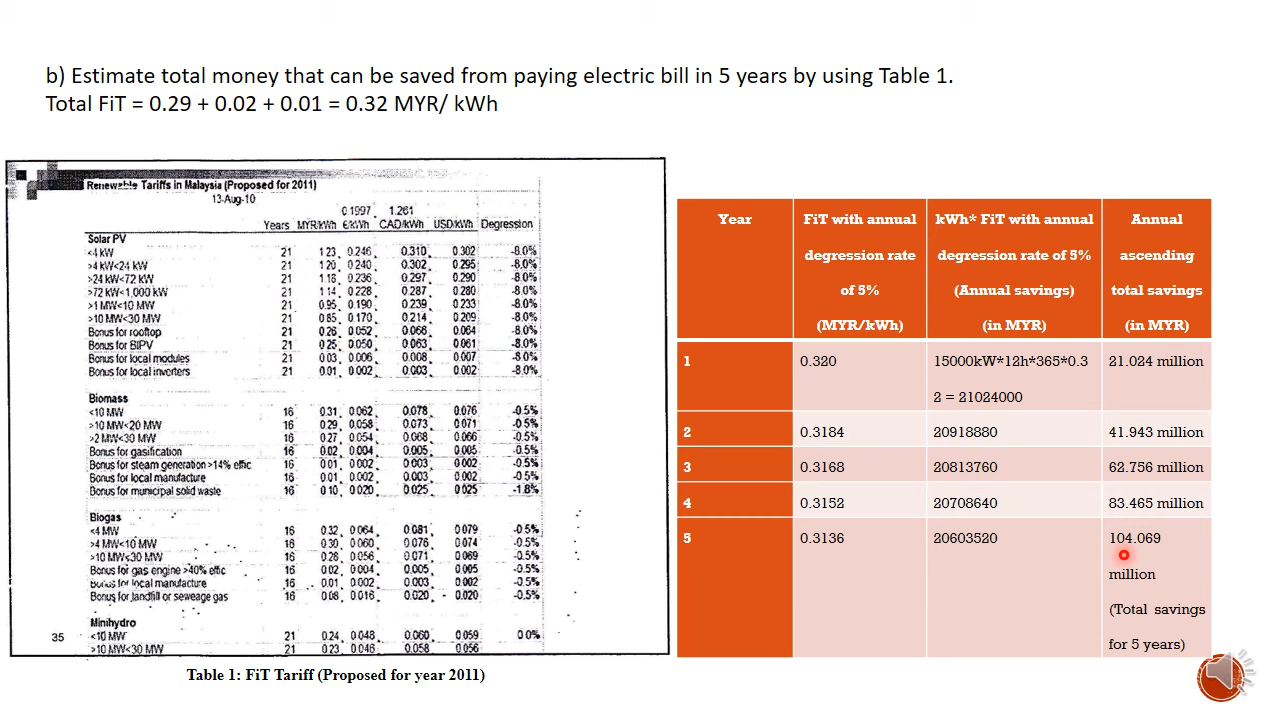 b) Estimate total money that can be saved from paying electric bill in 5 years by using Table 1.
Total FiT = 0.29 + 0.02 + 0.01 = 0.32 MYR/ kWh
Renewable Tariffs in Malaysia (Proposed for 2011)
13-Aug-10
0.1997 1.261
Years MYR/kWh €/kWh CAD/kWh USD/kWh Degression
Solar PV
<4 kW 21 1.23 0.246 0.310 0.302 -8.0%
>4 kW<24 kW 21 1.20 0.240 0.302 0.295 -8.0%
>24 kW<72 kW 21 1.18 0.236 0.297 0.290 -8.0%
>72 kW<1,000 kW 21 1.14 0.228 0.287 0.280 -8.0%
>1 MW<10 MW 21 0.95 0.190 0.239 0.233 -8.0%
>10 MW<30 MW 21 0.85 0.170 0.214 0.209 -8.0%
Bonus for rooftop 21 0.26 0.052 0.066 0.064 -8.0%
Bonus for BIPV 21 0.25 0.050 0.063 0.061 -8.0%
Bonus for local modules 21 0.03 0.006 0.008 0.007 -8.0%
Bonus for local inverters 21 0.01 0.002 0.003 0.002 -8.0%
Biomass
<10 MW 16 0.31 0.062 0.078 0.076 -0.5%
>10 MW<20 MW 16 0.29 0.058 0.073 0.071 -0.5%
>2 MW<30 MW 16 0.27 0.054 0.068 0.066 -0.5%
Bonus for gasification 16 0.02 0.004 0.005 0.005 -0.5%
Bonus for steam generation >14% effic 16 0.01 0.002 0.003 0.002 -0.5%
Bonus for local manufacture 16 0.01 0.002 0.003 0.002 -0.5%
Bonus for municipal solid waste 16 0.10 0.020 0.025 0.025 -1.8%
Biogas
<4 MW 16 0.32 0.064 0.081 0.079 -0.5%
>4 MW<10 MW 16 0.30 0.060 0.076 0.074 -0.5%
>10 MW<30 MW 16 0.28 0.056 0.071 0.069 -0.5%
Bonus for gas engine >40% effic 16 0.02 0.004 0.005 0.005 -0.5%
Bonus for local manufacture 16 0.01 0.002 0.003 0.002 -0.5%
Bonus for landfill or seweage gas 16 0.08 0.016 0.020 0.020 -0.5%
Minihydro
<10 MW 21 0.24 0.048 0.060 0.059 0.0%
>10 MW<30 MW 21 0.23 0.046 0.058 0.056
35
Table 1: FiT Tariff (Proposed for year 2011)
Year
FiT with annual
degression rate
of 5%
(MYR/kWh)
kWh* FiT with annual
degression rate of 5%
(Annual savings)
(in MYR)
Annual
ascending
total savings
(in MYR)
1 0.320 15000kW*12h*365*0.3
2 = 21024000
21.024 million
2 0.3184 20918880 41.943 million
3 0.3168 20813760 62.756 million
4 0.3152 20708640 83.465 million
5 0.3136 20603520 104.069
million
(Total savings
for 5 years)